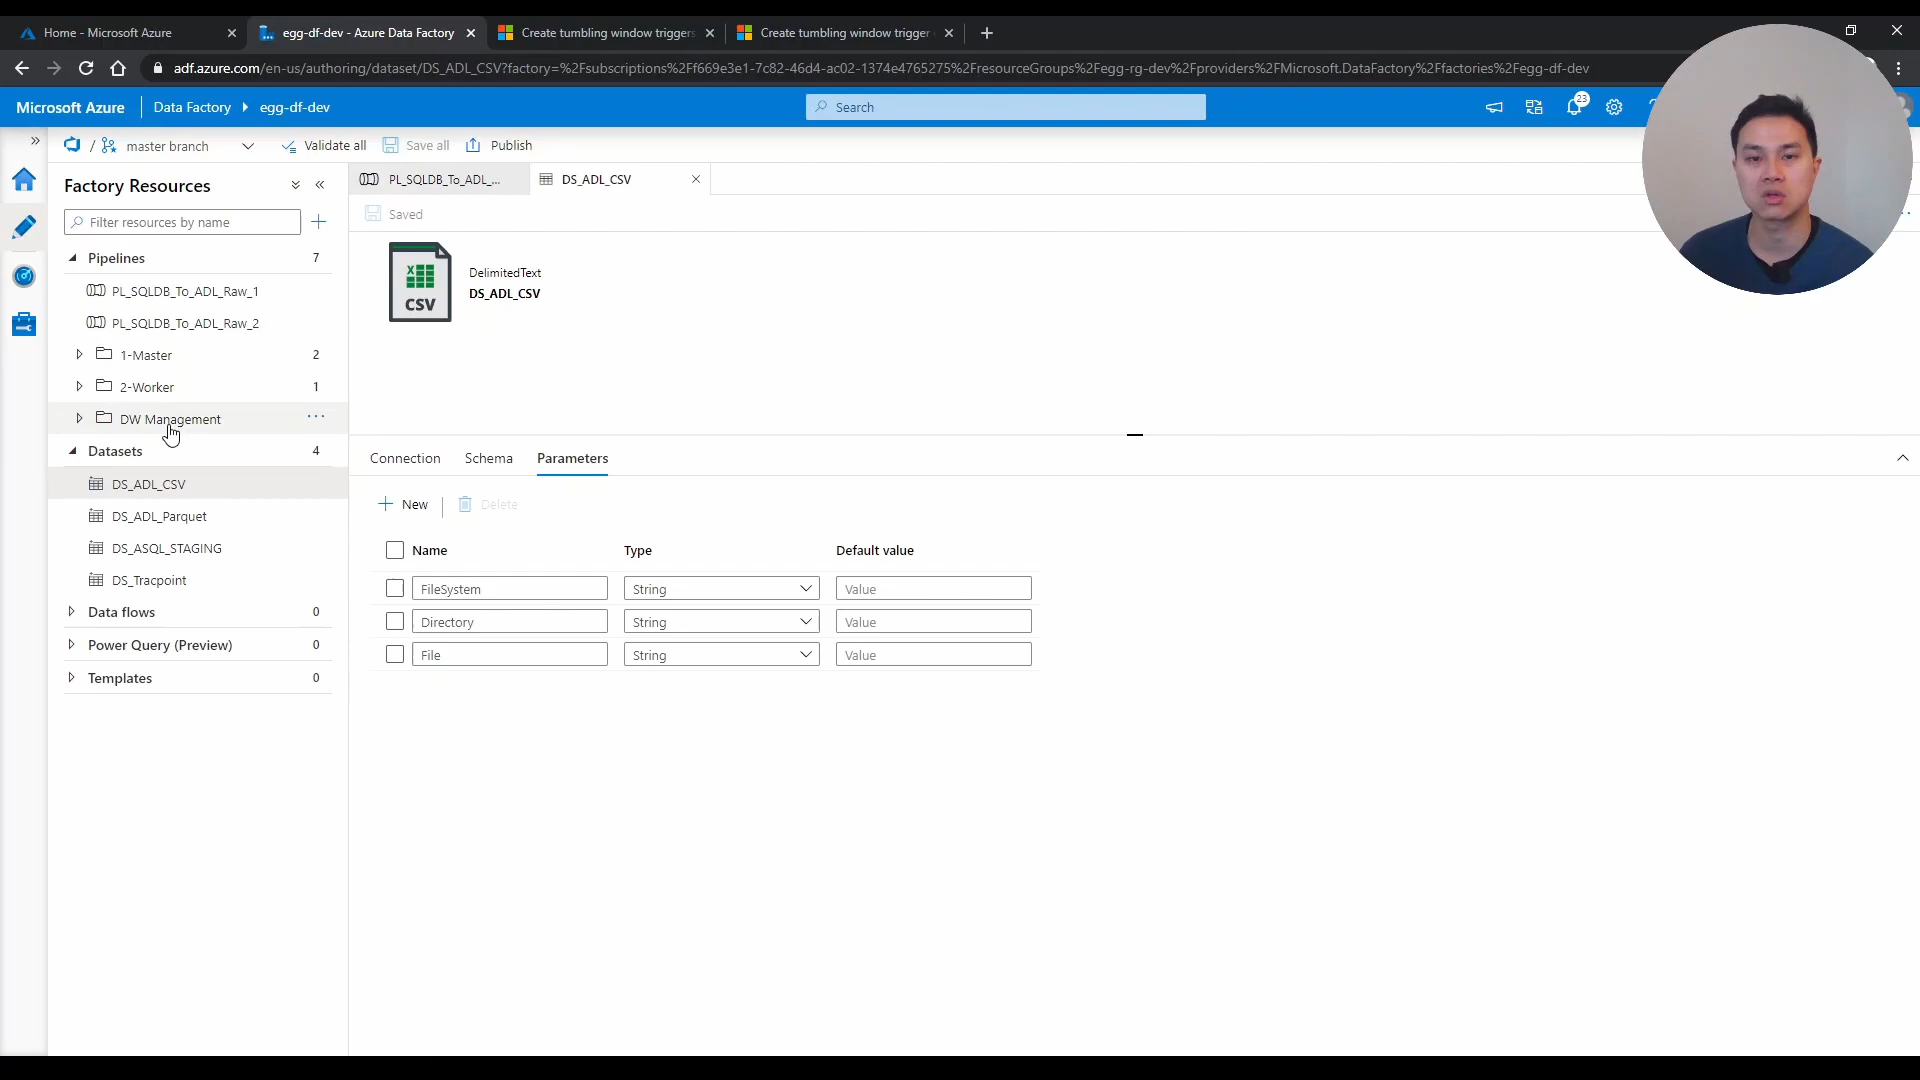 Home - Microsoft Azure
egg-df-dev - Azure Data Factory
Create tumbling window triggers
Create tumbling window trigger
adf.azure.com/en-us/authoring/dataset/DS_ADL_CSV?factory=%2Fsubscriptions%2Ff669e3e1-7c82-46d4-ac02-1374e4765275%2FresourceGroups%2Fegg-rg-dev%2Fproviders%2FMicrosoft.DataFactory%2Ffactories%2Fegg-df-dev
Microsoft Azure
Data Factory
egg-df-dev
Search
23
/
master branch
Validate all
Save all
Publish
Factory Resources
Filter resources by name
Pipelines
7
PL_SQLDB_To_ADL_Raw_1
PL_SQLDB_To_ADL_Raw_2
1-Master
2
2-Worker
1
DW Management
...
Datasets
4
DS_ADL_CSV
DS_ADL_Parquet
DS_ASQL_STAGING
DS_Tracpoint
Data flows
0
Power Query (Preview)
0
Templates
0
PL_SQLDB_To_ADL_...
DS_ADL_CSV
Saved
CSV
DelimitedText
DS_ADL_CSV
Connection
Schema
Parameters
New
Delete
Name
Type
Default value
FileSystem
String
Value
Directory
String
Value
File
String
Value